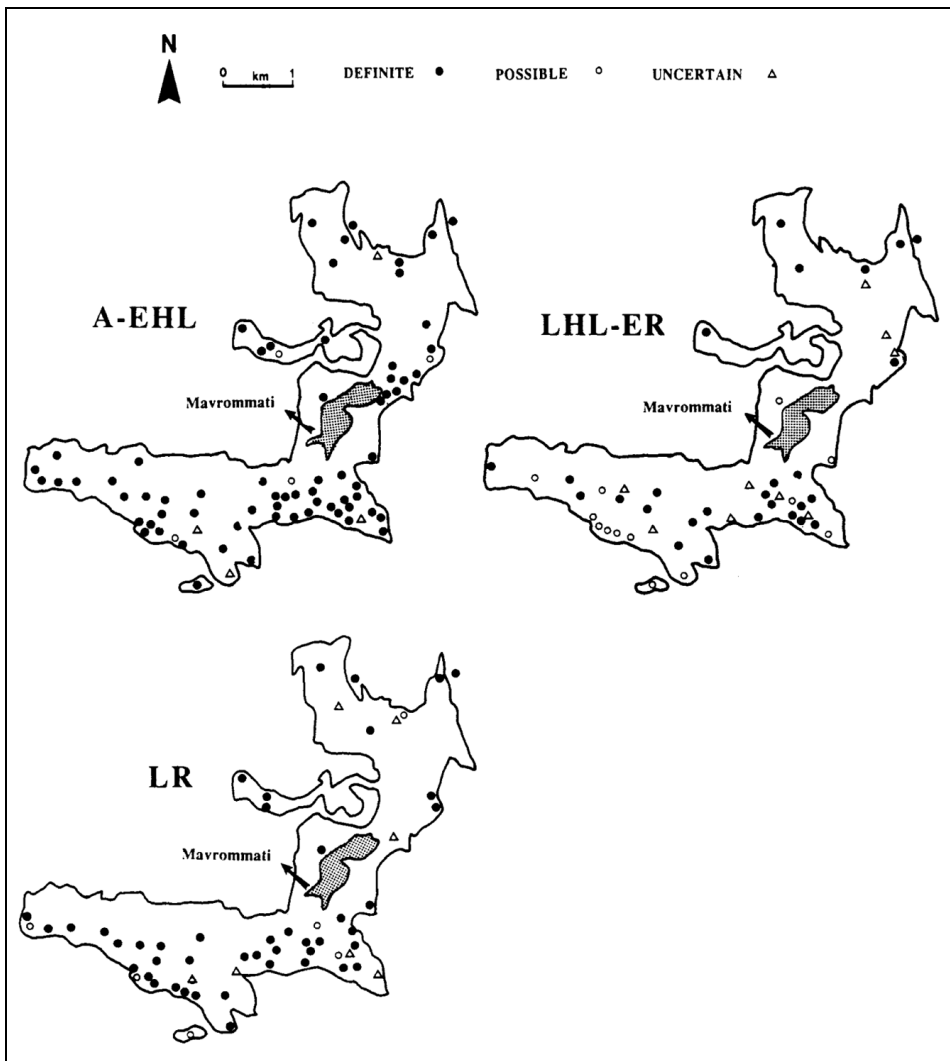 N
0 km 1 DEFINITE POSSIBLE UNCERTAIN
A-EHL
Mavrommati
LHL-ER
Mavrommati
LR
Mavrommati